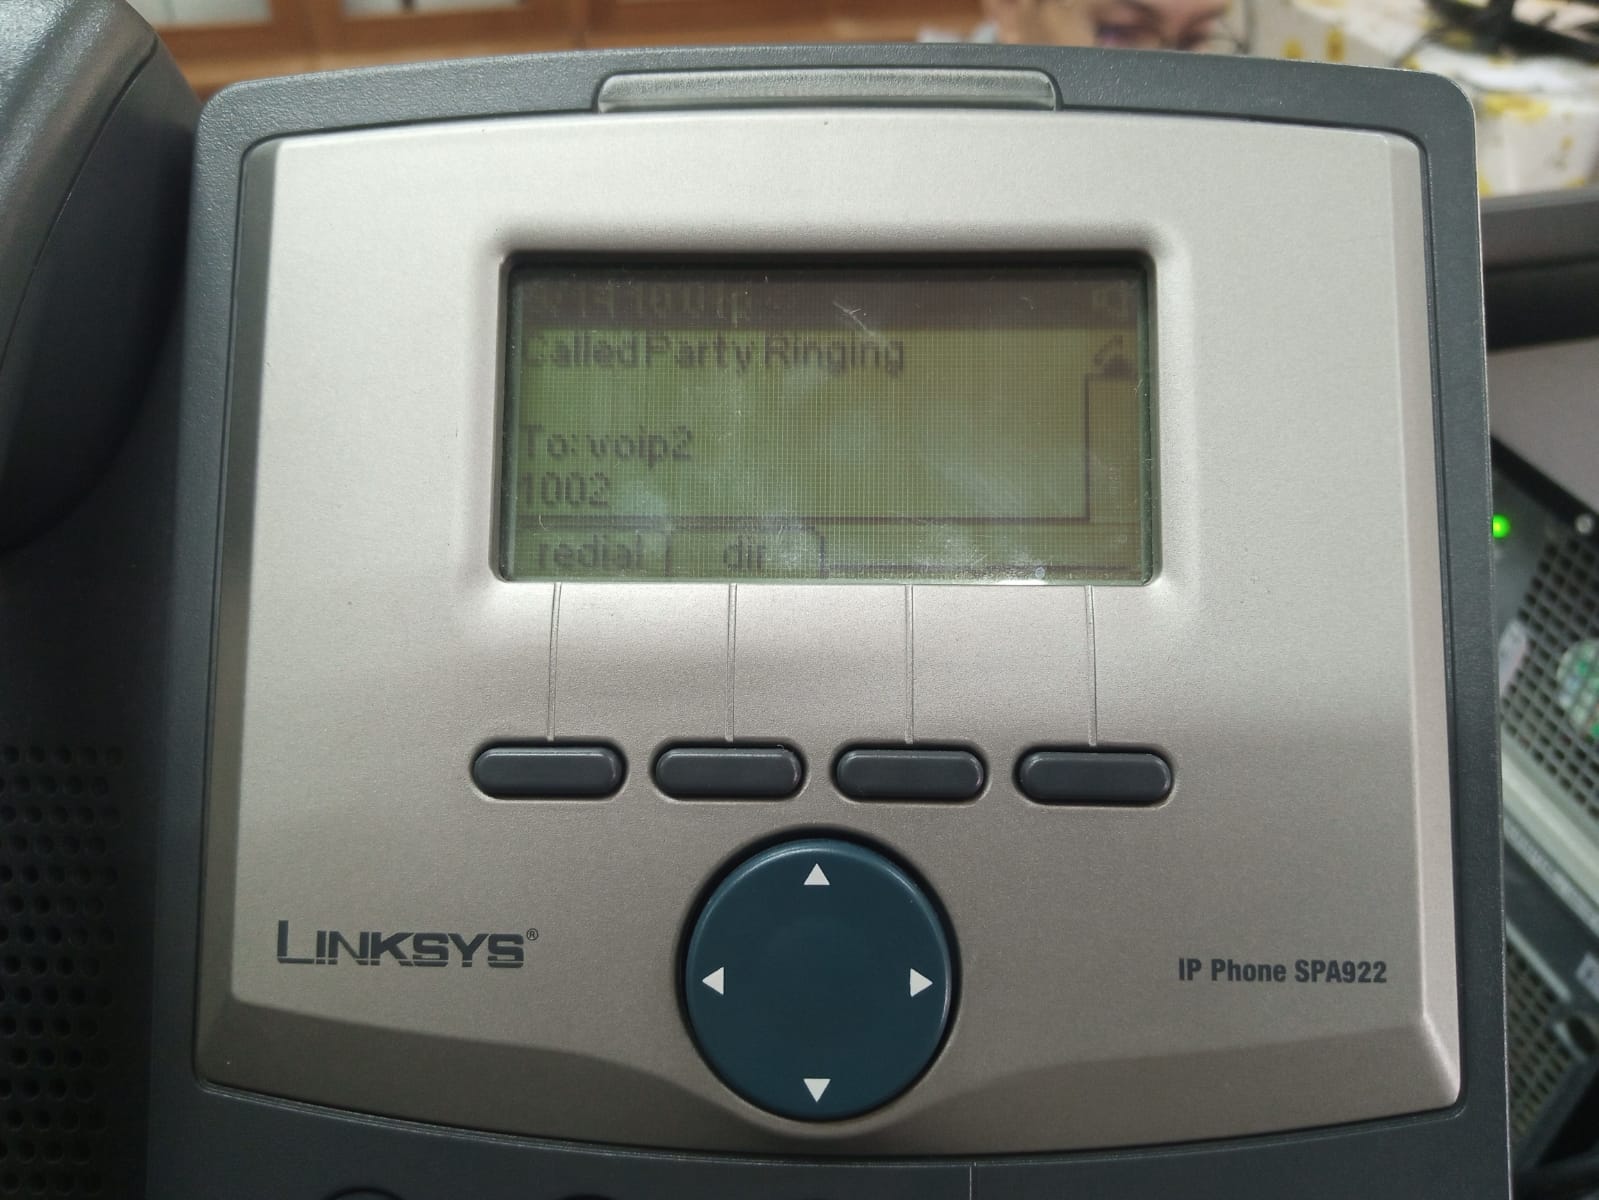 Called Party Ringing
To: voip2
1002
redial dir
LINKSYS®
IP Phone SPA922